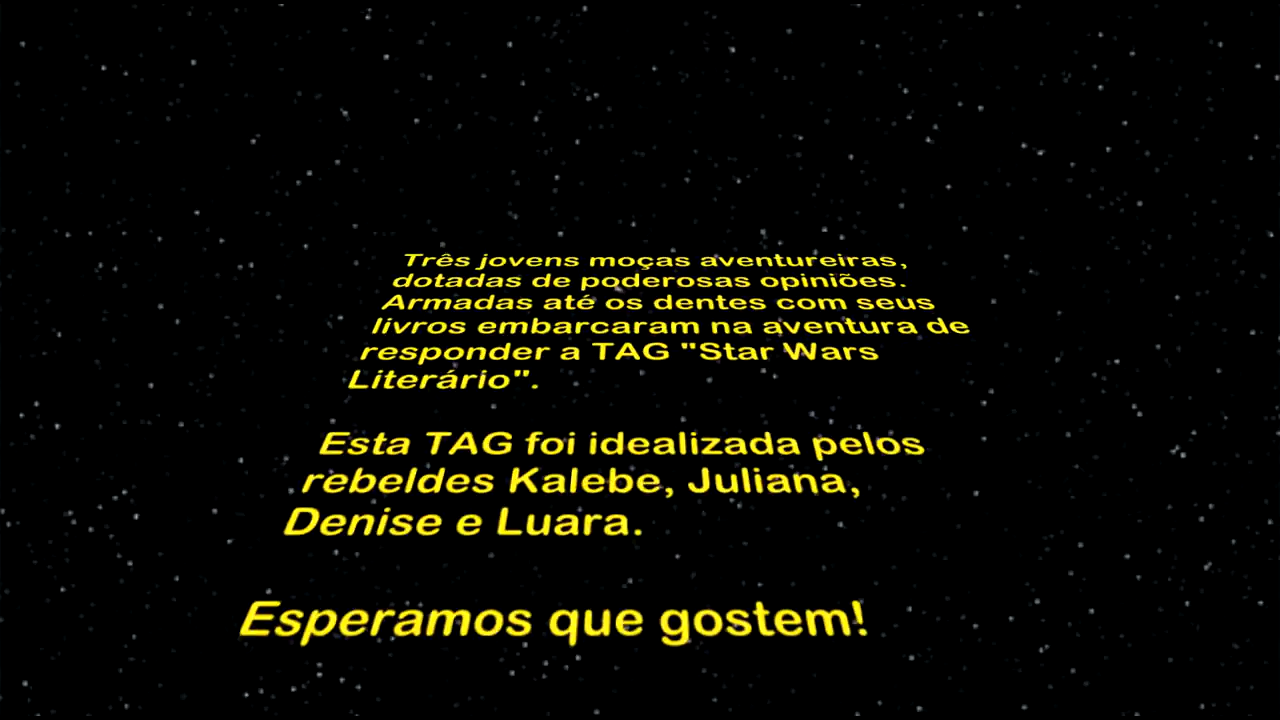 Três jovens moças aventureiras,
dotadas de poderosas opiniões.
Armadas até os dentes com seus
livros embarcaram na aventura de
responder a TAG "Star Wars
Literário".
Esta TAG foi idealizada pelos
rebeldes Kalebe, Juliana,
Denise e Luara.
Esperamos que gostem!